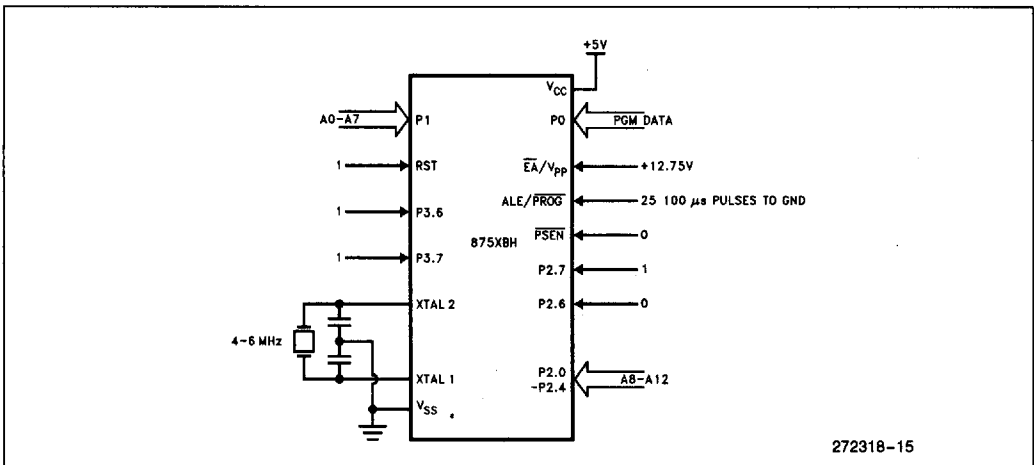 +5V
VCC
A0-A7
P1
P0
PGM DATA
1
RST
EA/VPP
+12.75V
ALE/PROG
25 100 μs PULSES TO GND
1
P3.6
875XBH
PSEN
0
1
P3.7
P2.7
1
XTAL 2
P2.6
0
4-6 MHz
XTAL 1
P2.0
-P2.4
A8-A12
VSS
272318-15